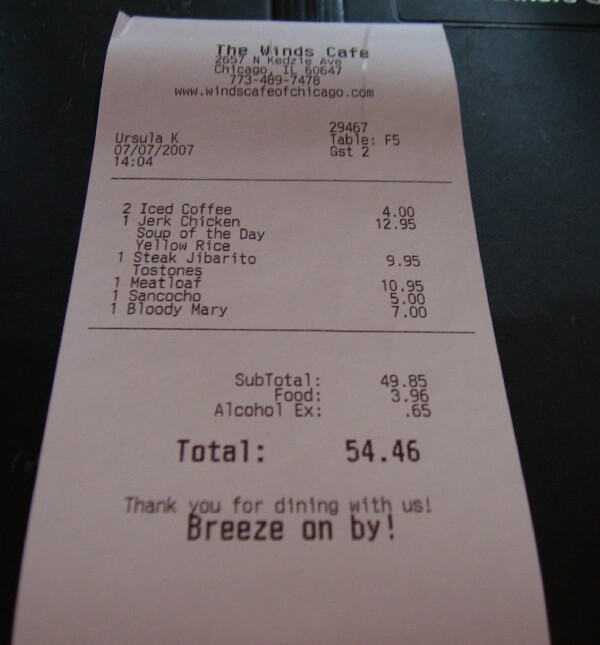 The Winds Cafe
2657 N Kedzie Ave
Chicago, IL 60647
773-489-7478
www.windscafeofchicago.com
29467
Ursula K Table: F5
07/07/2007 Gst 2
14:04
2 Iced Coffee 4.00
1 Jerk Chicken 12.95
Soup of the Day
Yellow Rice
1 Steak Jibarito 9.95
Tostones
1 Meatloaf 10.95
1 Sancocho 5.00
1 Bloody Mary 7.00
SubTotal: 49.85
Food: 3.96
Alcohol Ex: .65
Total: 54.46
Thank you for dining with us!
Breeze on by!